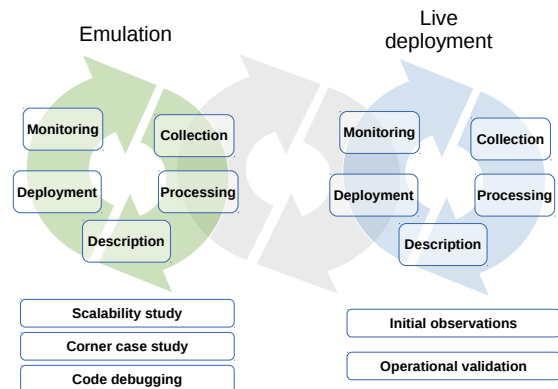 Emulation
Live
deployment
Monitoring
Collection
Deployment
Processing
Description
Monitoring
Collection
Deployment
Processing
Description
Scalability study
Corner case study
Code debugging
Initial observations
Operational validation